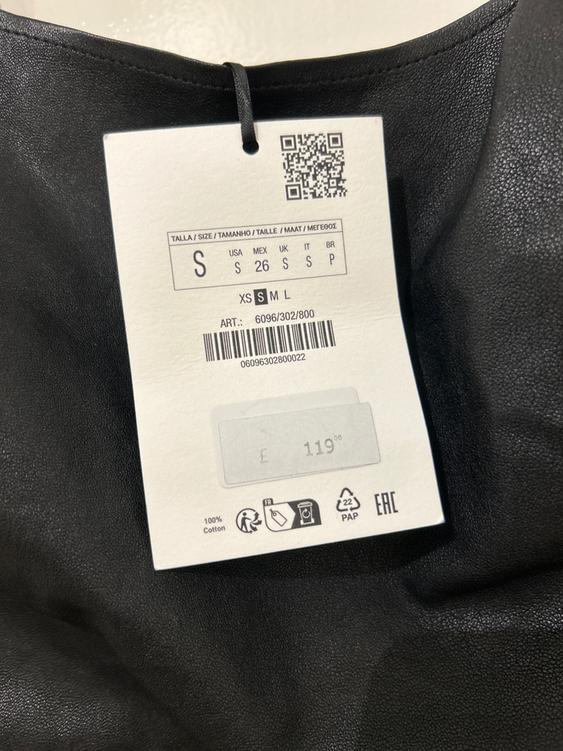 TALLA / SIZE / TAMANHO / TAILLE / MAAT / ΜΕΓΕΘΟΣ
S USA MEX UK IT BR
S 26 S S P
XS S M L
ART.: 6096/302/800
06096302800022
£ 119
100%
Cotton
FR
22
PAP
EAC